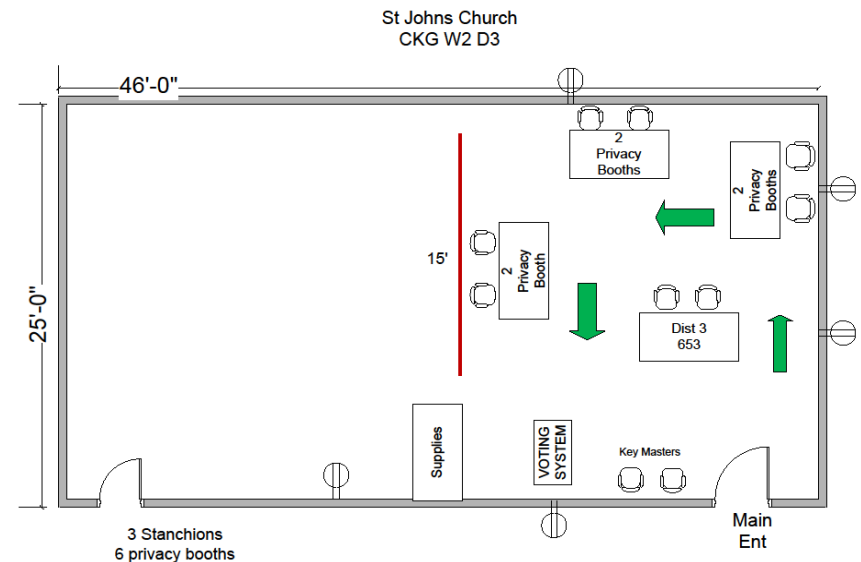 St Johns Church
CKG W2 D3
46'-0"
25'-0"
2
Privacy
Booths
2
Privacy
Booths
15'
2
Privacy
Booth
Dist 3
653
Supplies
VOTING
SYSTEM
Key Masters
Main
Ent
3 Stanchions
6 privacy booths